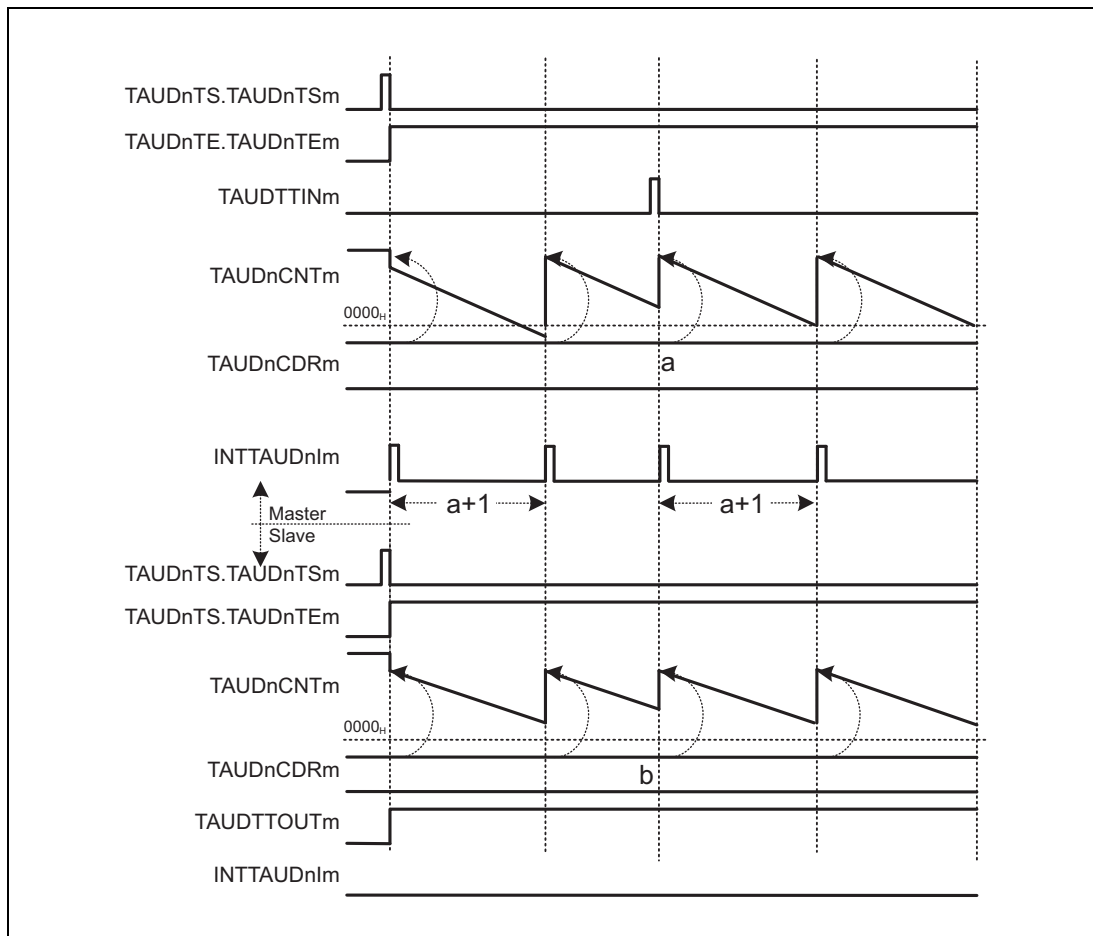 TAUDnTS.TAUDnTSm
TAUDnTE.TAUDnTEm
TAUDTTINm
TAUDnCNTm
0000H
TAUDnCDRm
a
INTTAUDnIm
a+1
a+1
Master
Slave
TAUDnTS.TAUDnTSm
TAUDnTS.TAUDnTEm
TAUDnCNTm
0000H
TAUDnCDRm
b
TAUDTTOUTm
INTTAUDnIm